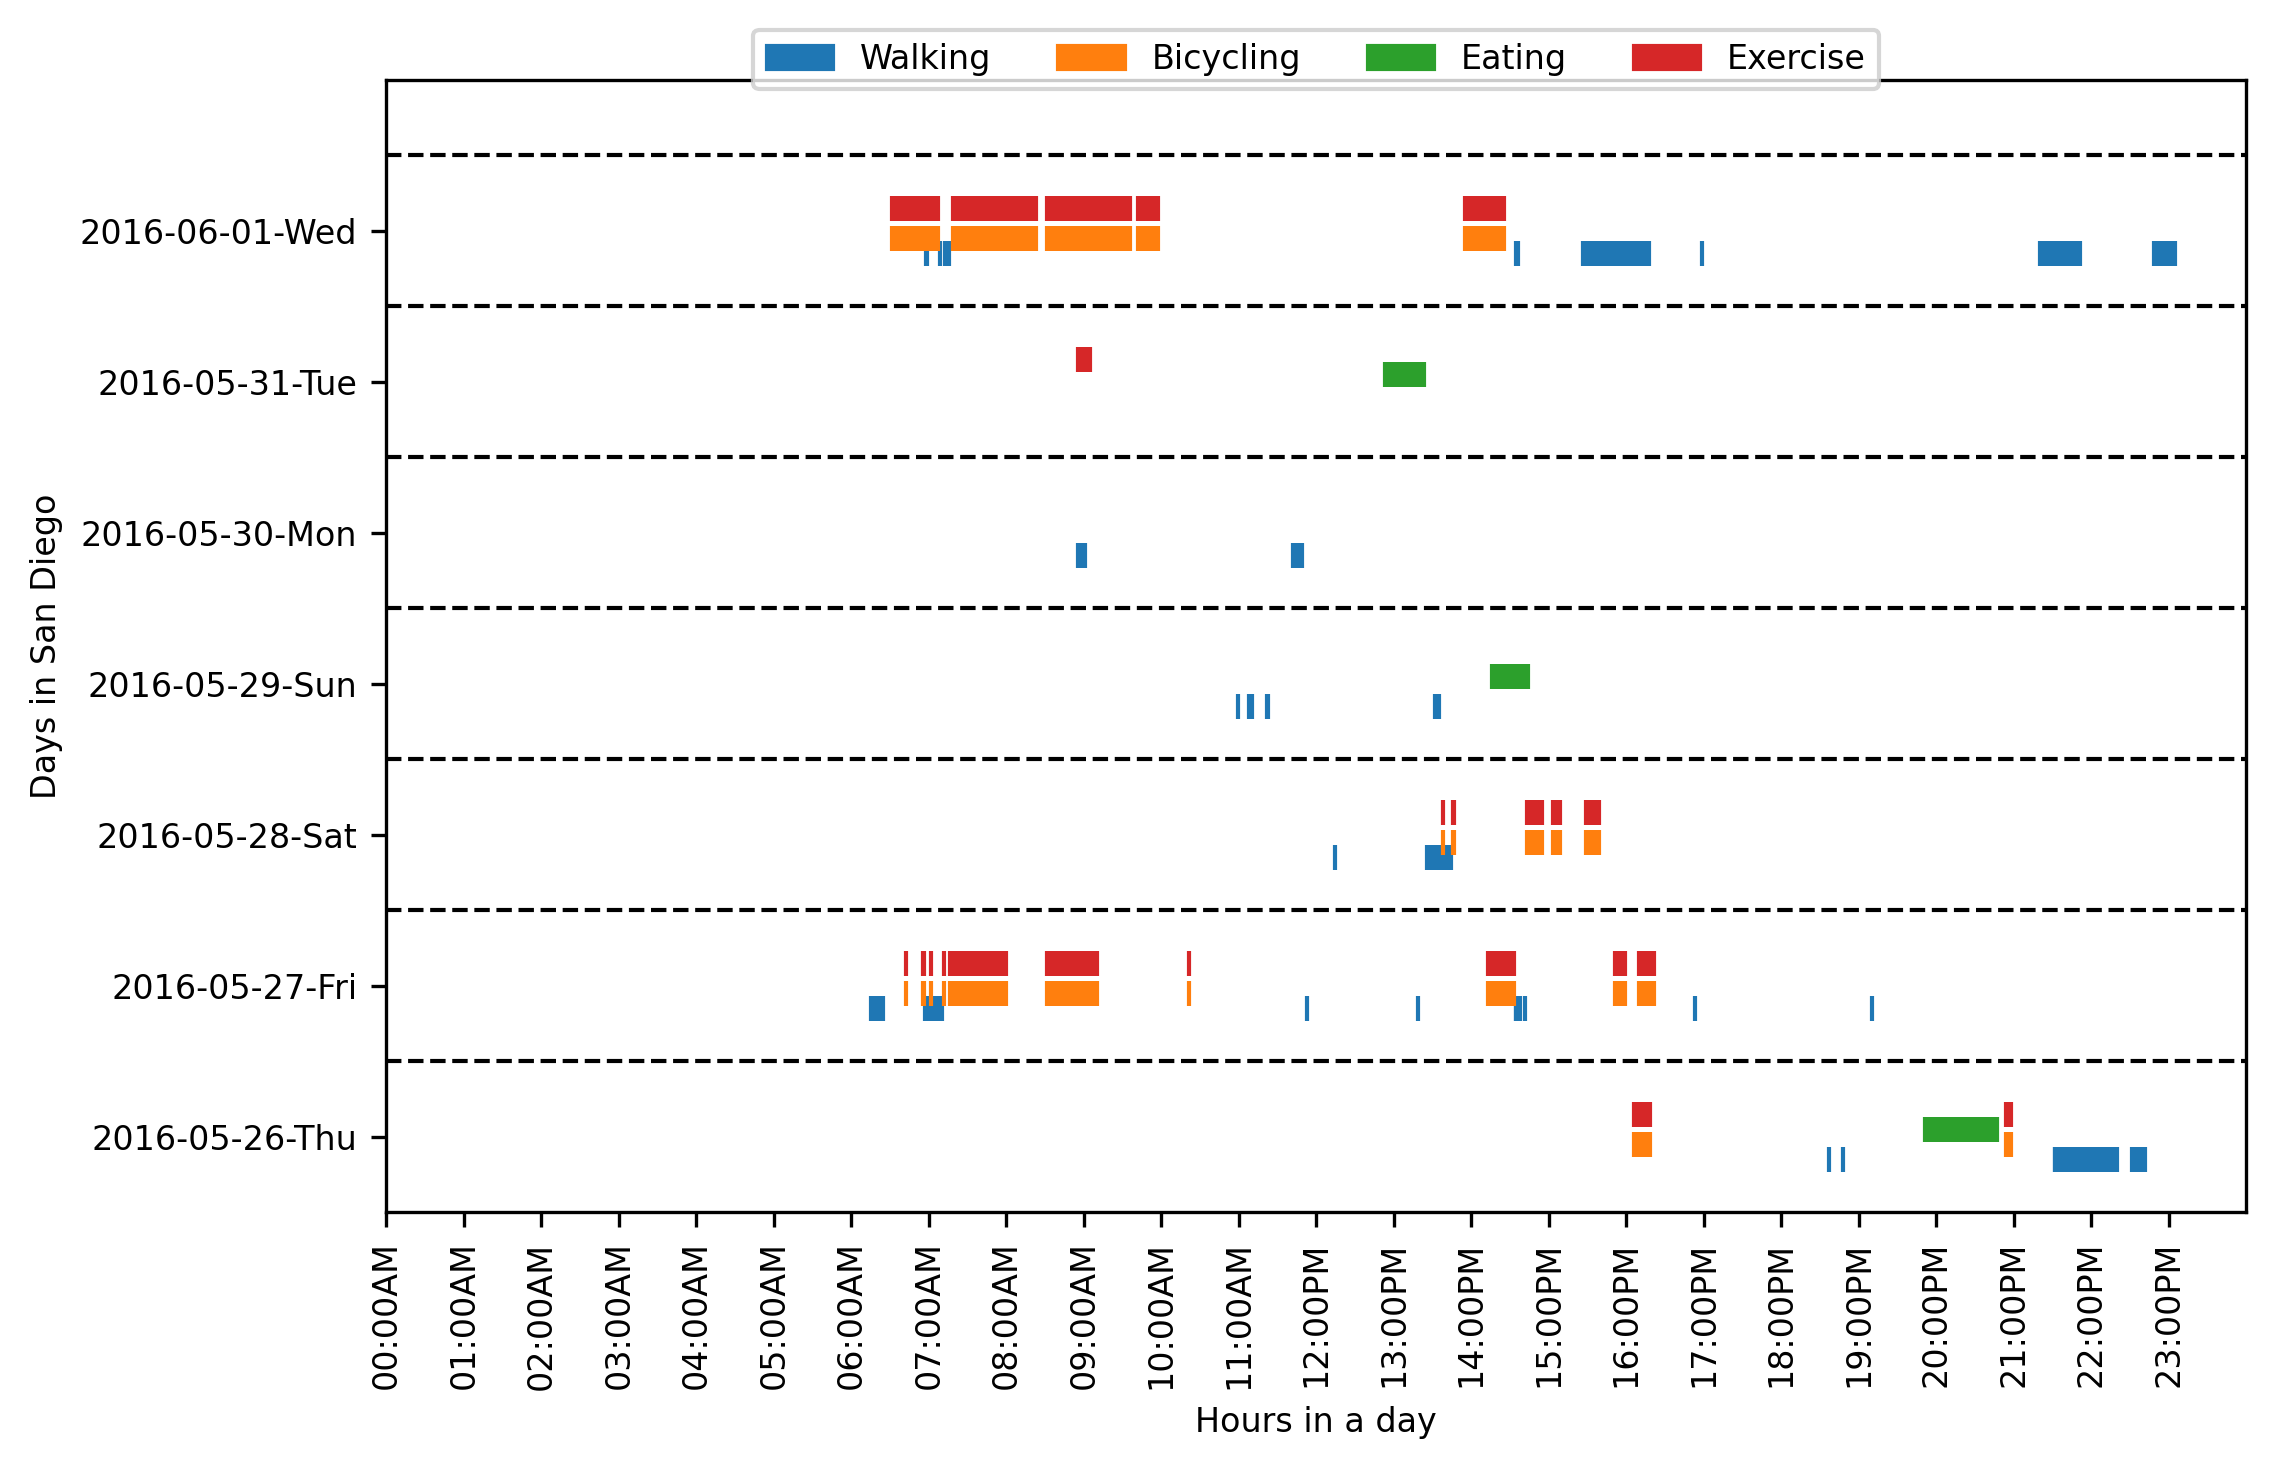 Walking Bicycling Eating Exercise
2016-06-01-Wed
2016-05-31-Tue
2016-05-30-Mon
2016-05-29-Sun
2016-05-28-Sat
2016-05-27-Fri
2016-05-26-Thu
Days in San Diego
00:00AM
01:00AM
02:00AM
03:00AM
04:00AM
05:00AM
06:00AM
07:00AM
08:00AM
09:00AM
10:00AM
11:00AM
12:00PM
13:00PM
14:00PM
15:00PM
16:00PM
17:00PM
18:00PM
19:00PM
20:00PM
21:00PM
22:00PM
23:00PM
Hours in a day